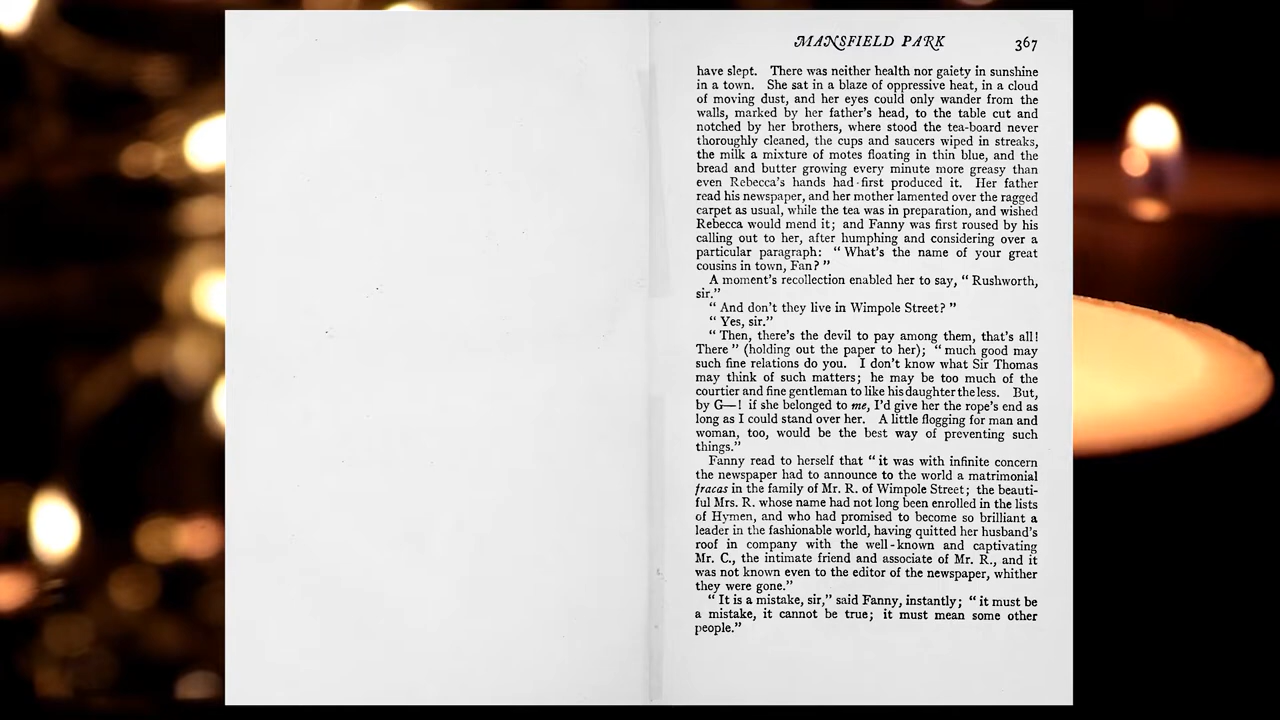 MANSFIELD PARK 367
have slept. There was neither health nor gaiety in sunshine
in a town. She sat in a blaze of oppressive heat, in a cloud
of moving dust, and her eyes could only wander from the
walls, marked by her father's head, to the table cut and
notched by her brothers, where stood the tea-board never
thoroughly cleaned, the cups and saucers wiped in streaks,
the milk a mixture of motes floating in thin blue, and the
bread and butter growing every minute more greasy than
even Rebecca's hands had-first produced it. Her father
read his newspaper, and her mother lamented over the ragged
carpet as usual, while the tea was in preparation, and wished
Rebecca would mend it; and Fanny was first roused by his
calling out to her, after humphing and considering over a
particular paragraph: “What's the name of your great
cousins in town, Fan?”
A moment's recollection enabled her to say, “Rushworth,
sir.”
“And don't they live in Wimpole Street?”
“Yes, sir.”
“Then, there's the devil to pay among them, that's all!
There” (holding out the paper to her); “much good may
such fine relations do you. I don't know what Sir Thomas
may think of such matters; he may be too much of the
courtier and fine gentleman to like his daughter the less. But,
by G—! if she belonged to me, I'd give her the rope's end as
long as I could stand over her. A little flogging for man and
woman, too, would be the best way of preventing such
things.”
Fanny read to herself that “it was with infinite concern
the newspaper had to announce to the world a matrimonial
fracas in the family of Mr. R. of Wimpole Street; the beauti-
ful Mrs. R. whose name had not long been enrolled in the lists
of Hymen, and who had promised to become so brilliant a
leader in the fashionable world, having quitted her husband's
roof in company with the well-known and captivating
Mr. C., the intimate friend and associate of Mr. R., and it
was not known even to the editor of the newspaper, whither
they were gone.”
“It is a mistake, sir,” said Fanny, instantly; “it must be
a mistake, it cannot be true; it must mean some other
people.”